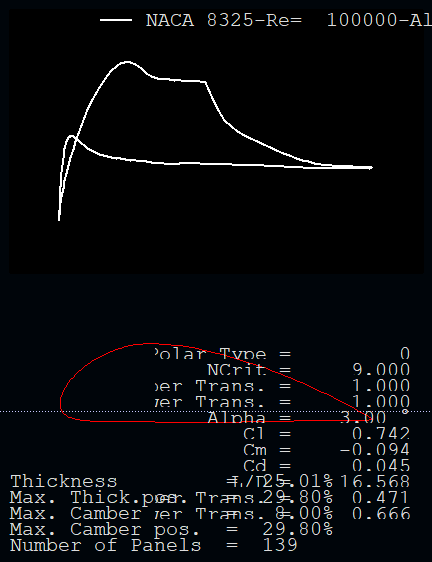 NACA 8325-Re= 100000-Al
Polar Type = 0
NCrit = 9.000
per Trans. = 1.000
wer Trans. = 1.000
Alpha = 3.00 °
Cl = 0.742
Cm = -0.094
Cd = 0.045
L/D = 16.568
per Trans. = 0.471
wer Trans. = 0.666
Thickness = 25.01%
Max. Thick.pos. = 29.80%
Max. Camber = 8.00%
Max. Camber pos. = 29.80%
Number of Panels = 139